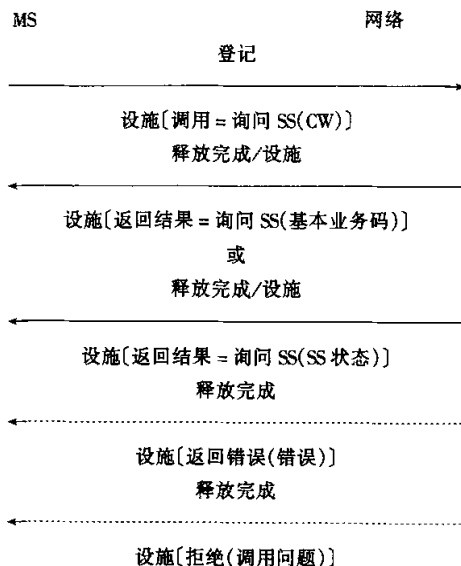 MS 网络
登记
设施〔调用 = 询问 SS(CW)〕
释放完成/设施
设施〔返回结果 = 询问 SS(基本业务码)〕
或
释放完成/设施
设施〔返回结果 = 询问 SS(SS 状态)〕
释放完成
设施〔返回错误(错误)〕
释放完成
设施〔拒绝(调用问题)〕